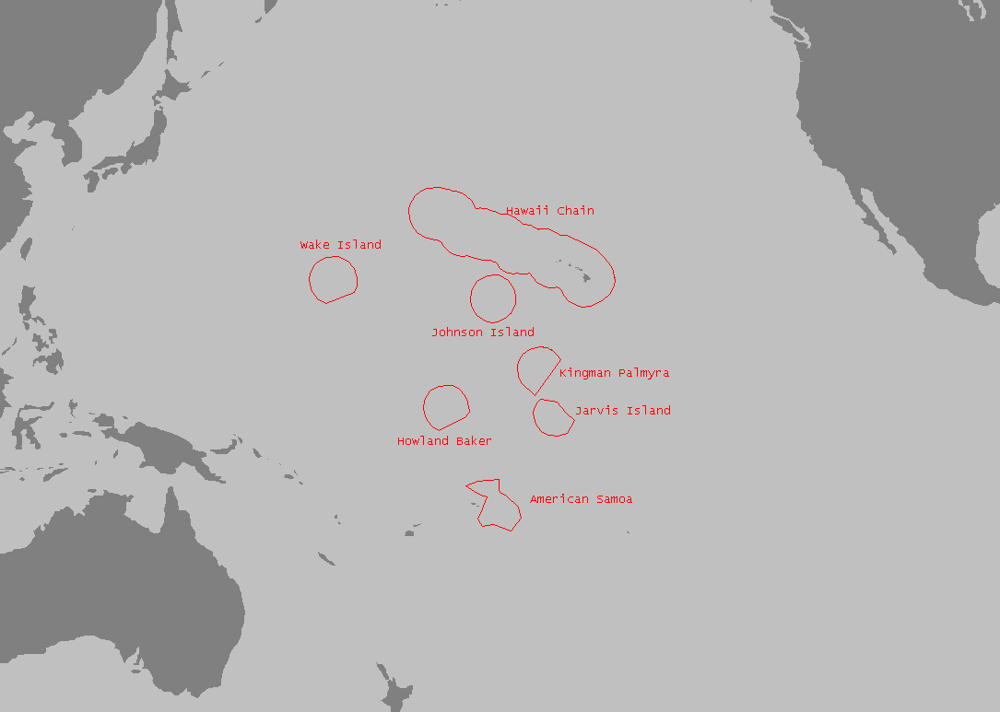 Hawaii Chain
Wake Island
Johnson Island
Kingman Palmyra
Jarvis Island
Howland Baker
American Samoa